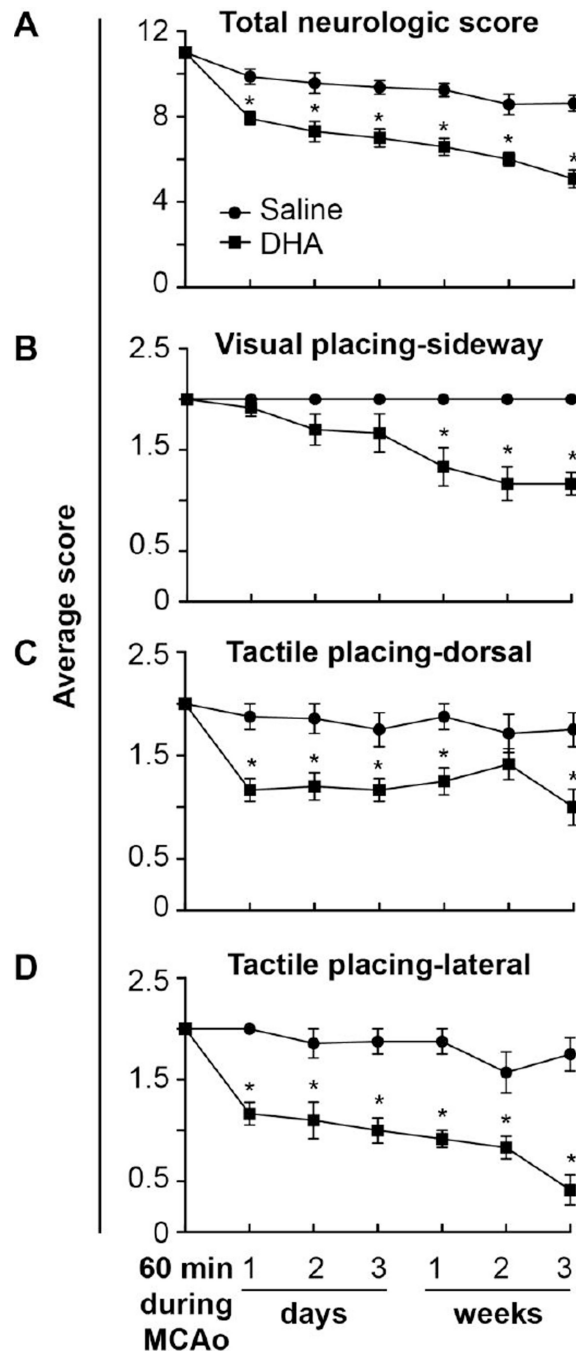 A
Total neurologic score
12
8
4
0
* * * * * *
Saline
DHA
B
Visual placing-sideway
2.5
1.5
0.5
0
* * *
Average score
C
Tactile placing-dorsal
2.5
1.5
0.5
0
* * * * *
D
Tactile placing-lateral
2.5
1.5
0.5
0
* * * * * *
60 min
during
MCAo
1 2 3 1 2 3
days weeks